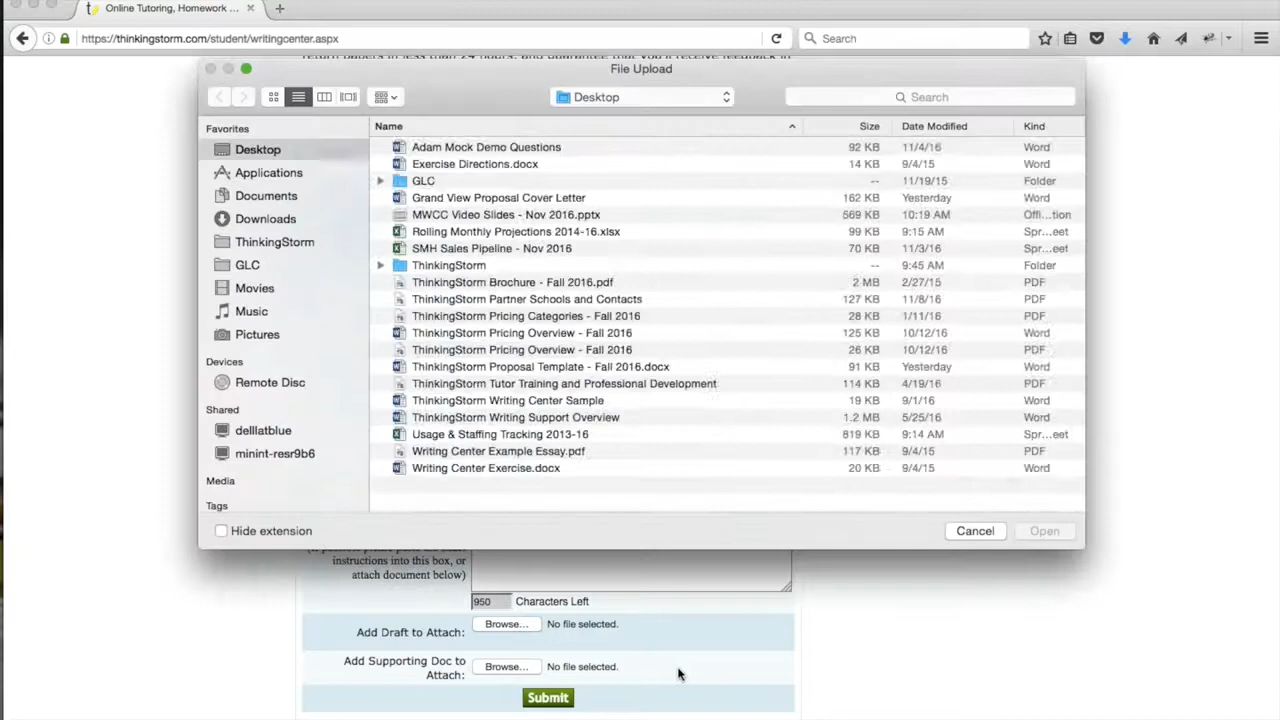 Online Tutoring, Homework ...
https://thinkingstorm.com/student/writingcenter.aspx
Search
File Upload
Desktop
Search
Favorites
Desktop
Applications
Documents
Downloads
ThinkingStorm
GLC
Movies
Music
Pictures
Devices
Remote Disc
Shared
delllatblue
minint-resr9b6
Media
Tags
Name Size Date Modified Kind
Adam Mock Demo Questions 92 KB 11/4/16 Word
Exercise Directions.docx 14 KB 9/4/15 Word
GLC -- 11/19/15 Folder
Grand View Proposal Cover Letter 162 KB Yesterday Word
MWCC Video Slides - Nov 2016.pptx 569 KB 10:19 AM Offi...tion
Rolling Monthly Projections 2014-16.xlsx 99 KB 9:15 AM Spr...eet
SMH Sales Pipeline - Nov 2016 70 KB 11/3/16 Spr...eet
ThinkingStorm -- 9:45 AM Folder
ThinkingStorm Brochure - Fall 2016.pdf 2 MB 2/27/15 PDF
ThinkingStorm Partner Schools and Contacts 127 KB 11/8/16 PDF
ThinkingStorm Pricing Categories - Fall 2016 28 KB 1/11/16 PDF
ThinkingStorm Pricing Overview - Fall 2016 125 KB 10/12/16 Word
ThinkingStorm Pricing Overview - Fall 2016 26 KB 10/12/16 PDF
ThinkingStorm Proposal Template - Fall 2016.docx 91 KB Yesterday Word
ThinkingStorm Tutor Training and Professional Development 114 KB 4/19/16 PDF
ThinkingStorm Writing Center Sample 19 KB 9/1/16 Word
ThinkingStorm Writing Support Overview 1.2 MB 5/25/16 Word
Usage & Staffing Tracking 2013-16 819 KB 9:14 AM Spr...eet
Writing Center Example Essay.pdf 117 KB 9/4/15 PDF
Writing Center Exercise.docx 20 KB 9/4/15 Word
Hide extension
Cancel Open
instructions into this box, or
attach document below)
950 Characters Left
Add Draft to Attach: Browse... No file selected.
Add Supporting Doc to
Attach: Browse... No file selected.
Submit